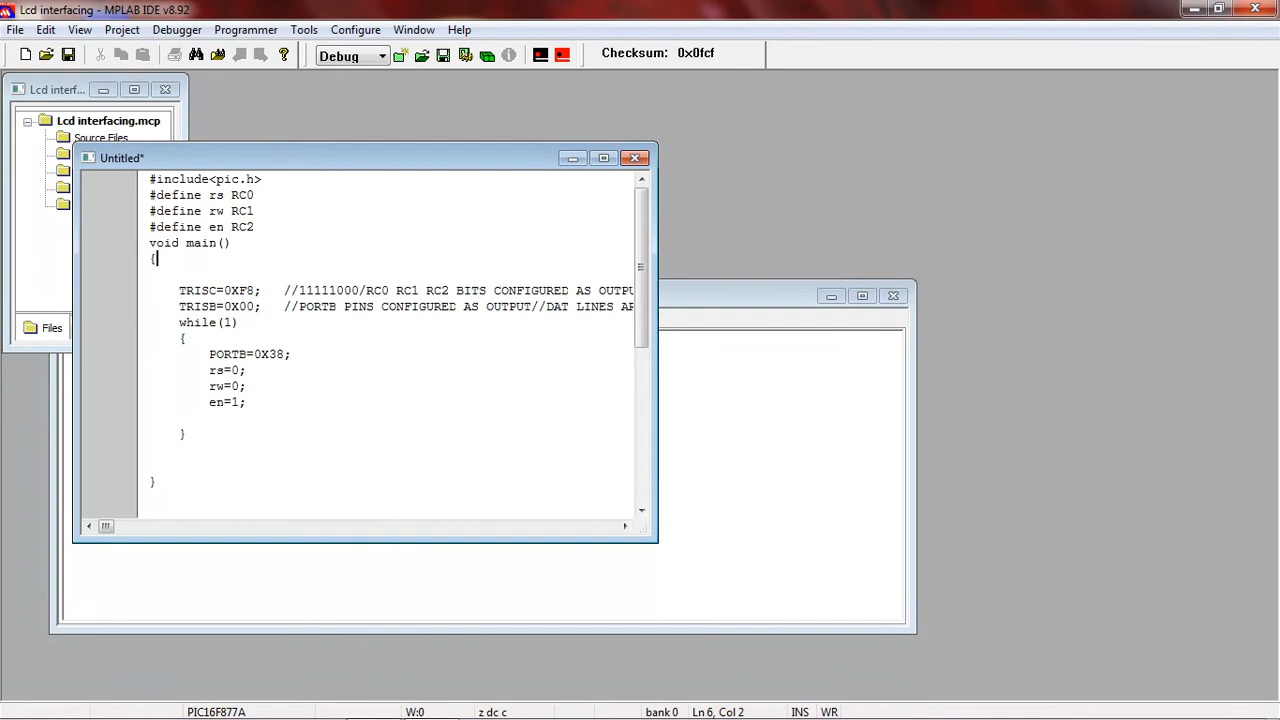 Lcd interfacing - MPLAB IDE v8.92
File Edit View Project Debugger Programmer Tools Configure Window Help
Debug Checksum: 0x0fcf
Lcd interf...
Lcd interfacing.mcp
Source Files
Files
Untitled*
#include<pic.h>
#define rs RC0
#define rw RC1
#define en RC2
void main()
{
TRISC=0XF8; //11111000/RC0 RC1 RC2 BITS CONFIGURED AS OUTPU
TRISB=0X00; //PORTB PINS CONFIGURED AS OUTPUT//DAT LINES AR
while(1)
{
PORTB=0X38;
rs=0;
rw=0;
en=1;
}
}
PIC16F877A W:0 z dc c bank 0 Ln 6, Col 2 INS WR